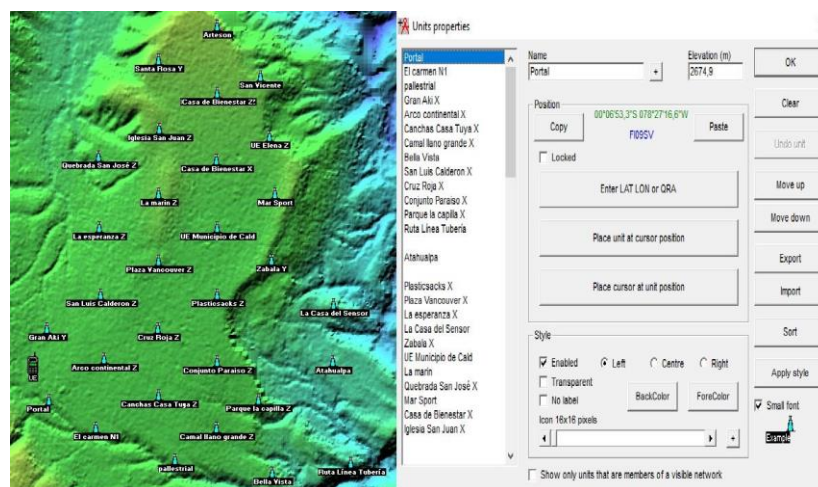 Arteson
Santa Rosa Y
San Vicente
Casa de Bienestar Z!
Iglesia San Juan Z
UE Elena Z
Quebrada San José Z
Casa de Bienestar X
La marin Z
Mar Sport
La esperanza Z
UE Municipio de Cald
Plaza Vancouver Z
Zabala Y
San Luis Calderon Z
Plasticsacks Z
La Casa del Sensor
Gran Aki Y
Cruz Roja Z
UE
Arco continental Z
Conjunto Paraiso Z
Atahualpa
Portal
Canchas Casa Tuya Z
Parque la capilla Z
El carmen N1
Camal llano grande Z
pallestrial
Bella Vista
Ruta Línea Tubería
Units properties
Portal
El carmen N1
pallestrial
Gran Aki X
Arco continental X
Canchas Casa Tuya X
Camal llano grande X
Bella Vista
San Luis Calderon X
Cruz Roja X
Conjunto Paraiso X
Parque la capilla X
Ruta Línea Tubería
Atahualpa
Plasticsacks X
Plaza Vancouver X
La esperanza X
La Casa del Sensor
Zabala X
UE Municipio de Cald
La marin
Quebrada San José X
Mar Sport
Casa de Bienestar X
Iglesia San Juan X
Name
Portal
+
Elevation (m)
2674,9
Position
00°06'53,3"S 078°27'16,6"W
FI09SV
Copy
Paste
Locked
Enter LAT LON or QRA
Place unit at cursor position
Place cursor at unit position
Style
Enabled
Left
Centre
Right
Transparent
No label
BackColor
ForeColor
Icon 16x16 pixels
+
Show only units that are members of a visible network
OK
Clear
Undo unit
Move up
Move down
Export
Import
Sort
Apply style
Small font
Example